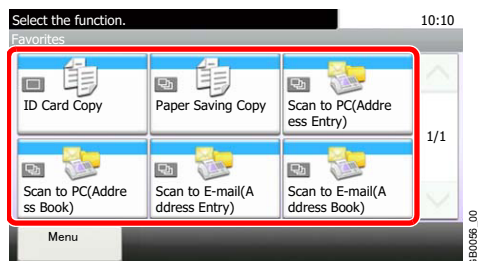 Select the function.
10:10
Favorites
ID Card Copy
Paper Saving Copy
Scan to PC(Addre
ess Entry)
1/1
Scan to PC(Addre
ss Book)
Scan to E-mail(A
ddress Entry)
Scan to E-mail(A
ddress Book)
Menu